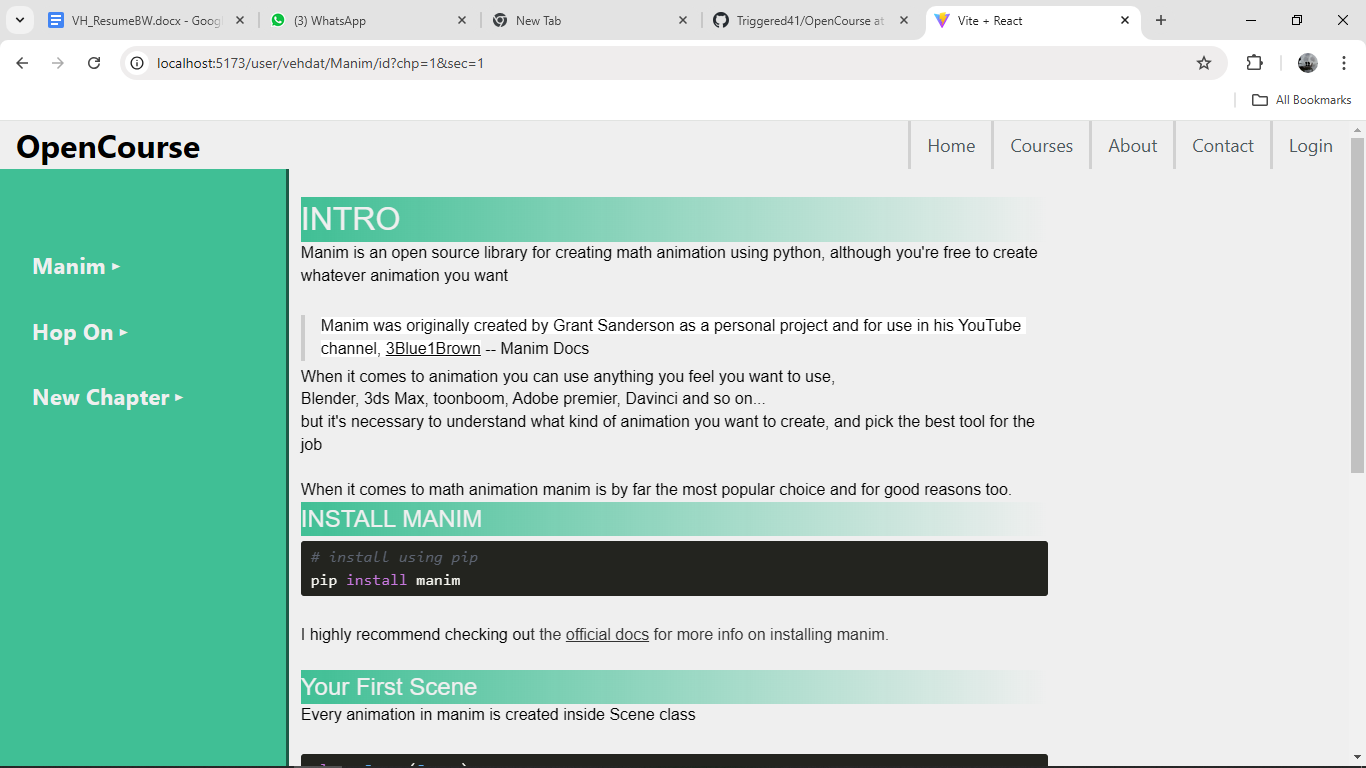 VH_ResumeBW.docx - Goog
(3) WhatsApp
New Tab
Triggered41/OpenCourse at
Vite + React
localhost:5173/user/vehdat/Manim/id?chp=1&sec=1
All Bookmarks
OpenCourse
Home
Courses
About
Contact
Login
Manim ▸
Hop On ▸
New Chapter ▸
INTRO
Manim is an open source library for creating math animation using python, although you're free to create
whatever animation you want
Manim was originally created by Grant Sanderson as a personal project and for use in his YouTube
channel, 3Blue1Brown -- Manim Docs
When it comes to animation you can use anything you feel you want to use,
Blender, 3ds Max, toonboom, Adobe premier, Davinci and so on...
but it's necessary to understand what kind of animation you want to create, and pick the best tool for the
job
When it comes to math animation manim is by far the most popular choice and for good reasons too.
INSTALL MANIM
# install using pip
pip install manim
I highly recommend checking out the official docs for more info on installing manim.
Your First Scene
Every animation in manim is created inside Scene class